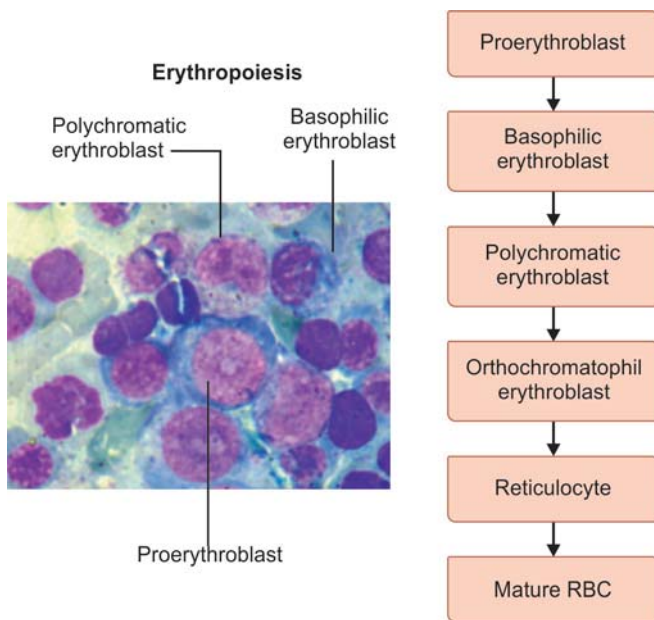 Erythropoiesis
Polychromatic
erythroblast
Basophilic
erythroblast
Proerythroblast
Proerythroblast
Basophilic
erythroblast
Polychromatic
erythroblast
Orthochromatophil
erythroblast
Reticulocyte
Mature RBC